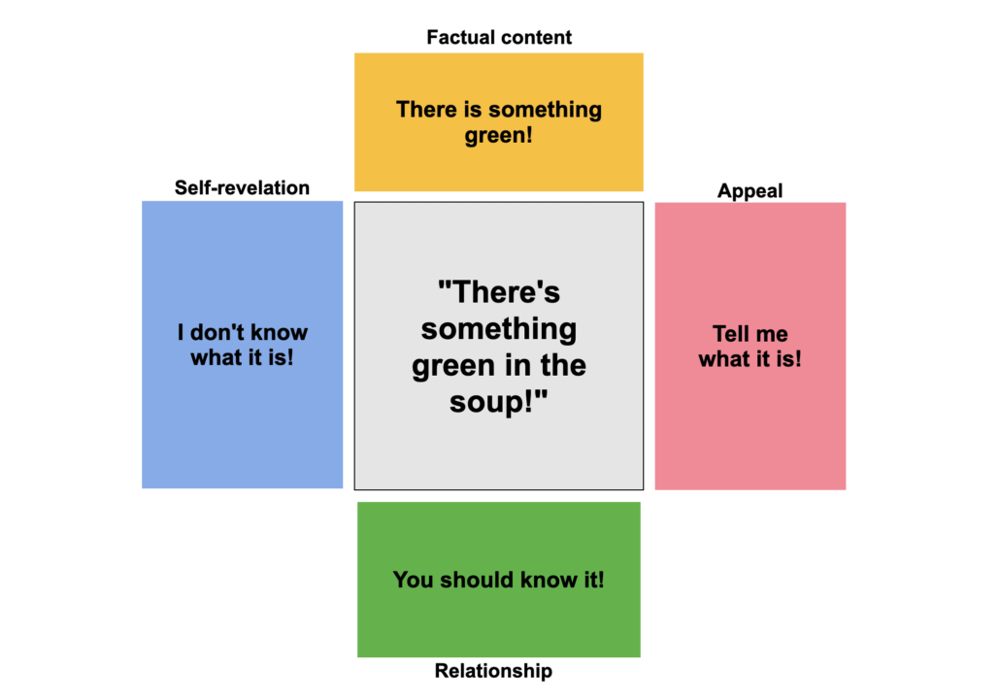 Factual content
There is something
green!
Self-revelation
Appeal
I don't know
what it is!
"There's
something
green in the
soup!"
Tell me
what it is!
You should know it!
Relationship